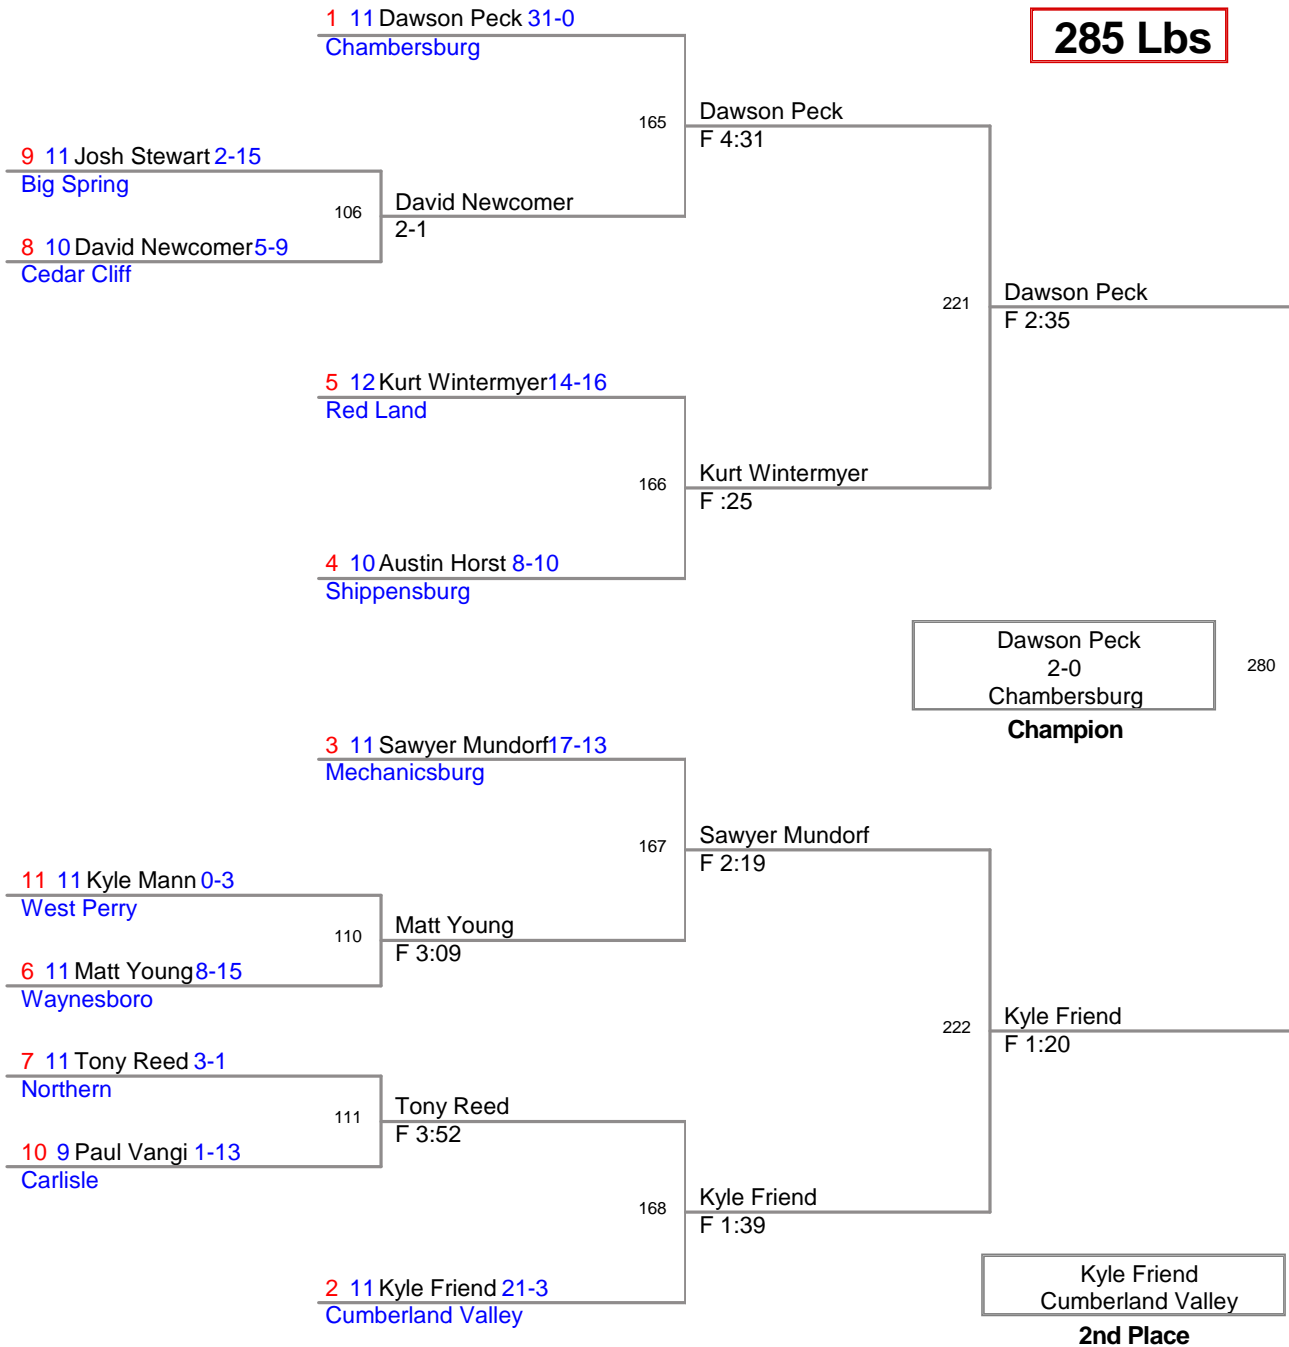 1 11 Dawson Peck 31-0
Chambersburg
285 Lbs
165
Dawson Peck
F 4:31
9 11 Josh Stewart 2-15
Big Spring
106
David Newcomer
2-1
8 10 David Newcomer 5-9
Cedar Cliff
221
Dawson Peck
F 2:35
5 12 Kurt Wintermyer 14-16
Red Land
166
Kurt Wintermyer
F :25
4 10 Austin Horst 8-10
Shippensburg
Dawson Peck
2-0
Chambersburg
280
Champion
3 11 Sawyer Mundorf 17-13
Mechanicsburg
167
Sawyer Mundorf
F 2:19
11 11 Kyle Mann 0-3
West Perry
110
Matt Young
F 3:09
6 11 Matt Young 8-15
Waynesboro
222
Kyle Friend
F 1:20
7 11 Tony Reed 3-1
Northern
111
Tony Reed
F 3:52
10 9 Paul Vangi 1-13
Carlisle
168
Kyle Friend
F 1:39
2 11 Kyle Friend 21-3
Cumberland Valley
Kyle Friend
Cumberland Valley
2nd Place